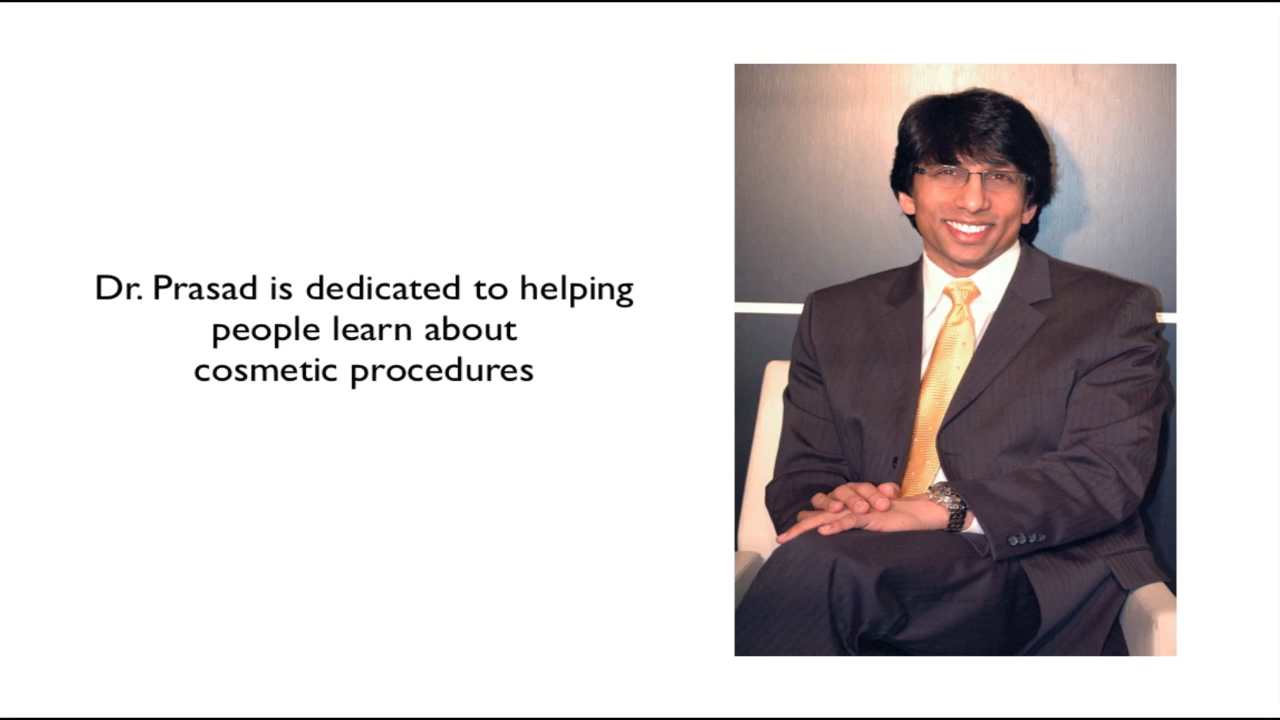 Dr. Prasad is dedicated to helping
people learn about
cosmetic procedures